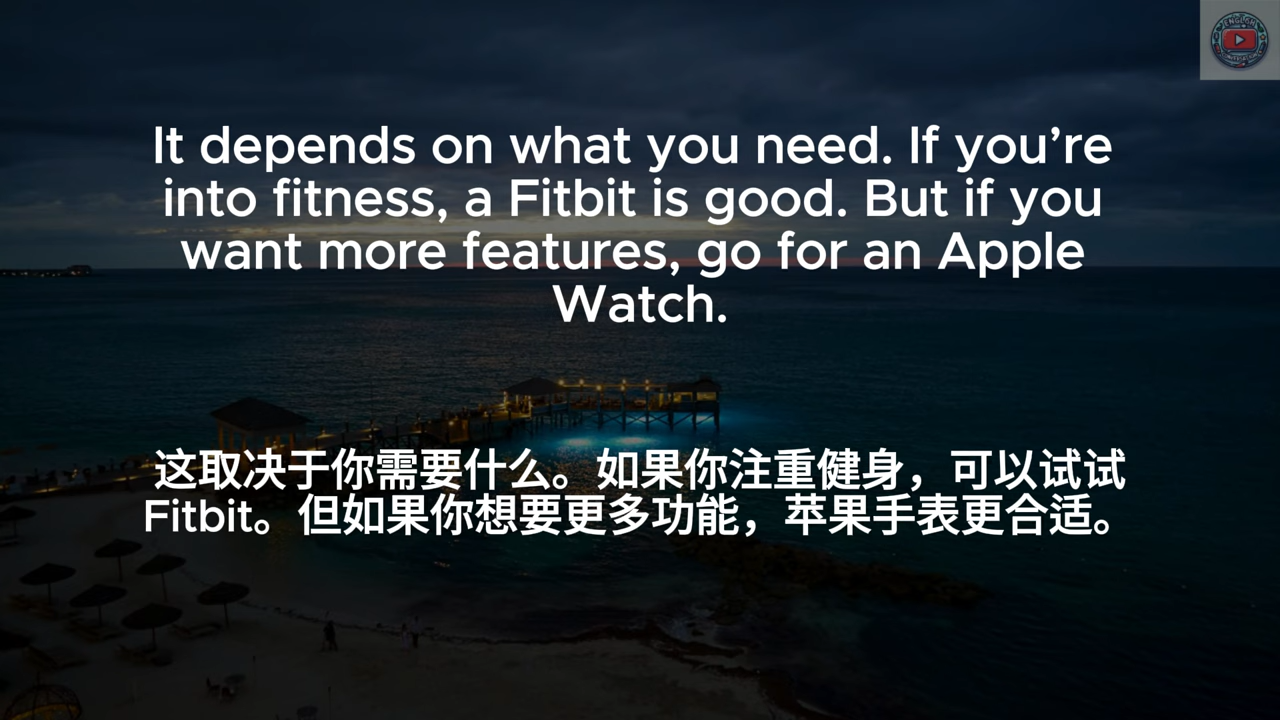 It depends on what you need. If you’re
into fitness, a Fitbit is good. But if you
want more features, go for an Apple
Watch.
这取决于你需要什么。如果你注重健身，可以试试
Fitbit。但如果你想要更多功能，苹果手表更合适。